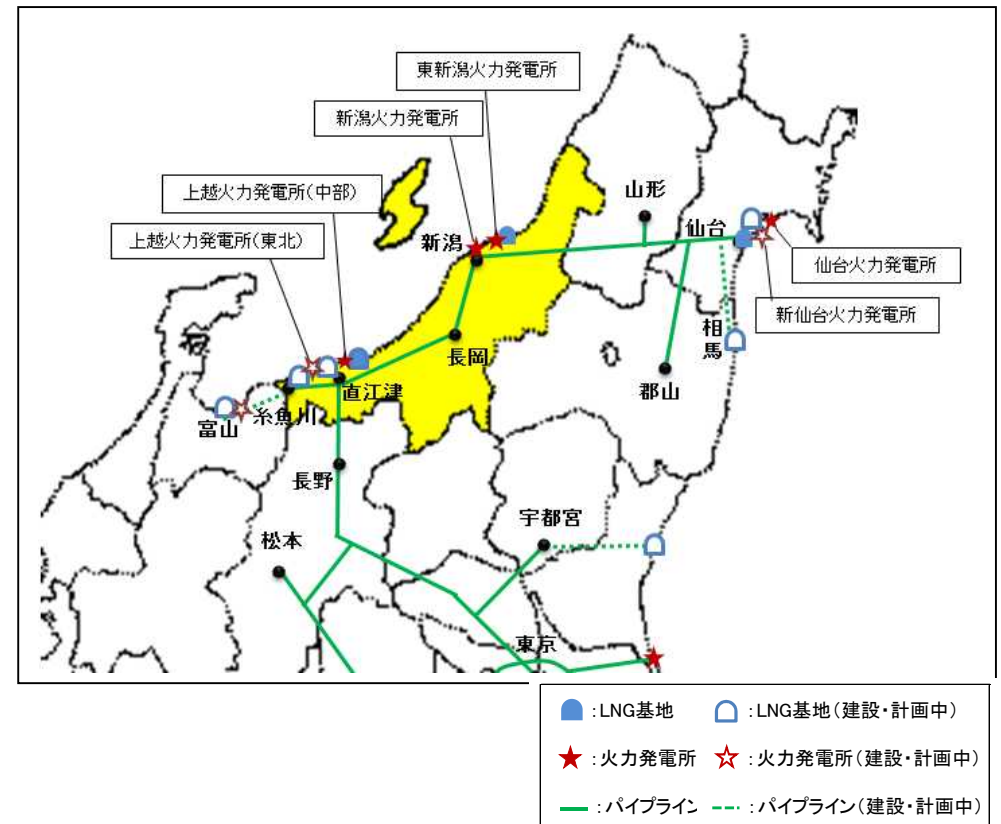 東新潟火力発電所
新潟火力発電所
上越火力発電所(中部)
上越火力発電所(東北)
山形
仙台
新潟
仙台火力発電所
新仙台火力発電所
相馬
長岡
直江津
郡山
糸魚川
富山
長野
宇都宮
松本
東京
:LNG基地
:LNG基地(建設・計画中)
:火力発電所
:火力発電所(建設・計画中)
:パイプライン
:パイプライン(建設・計画中)